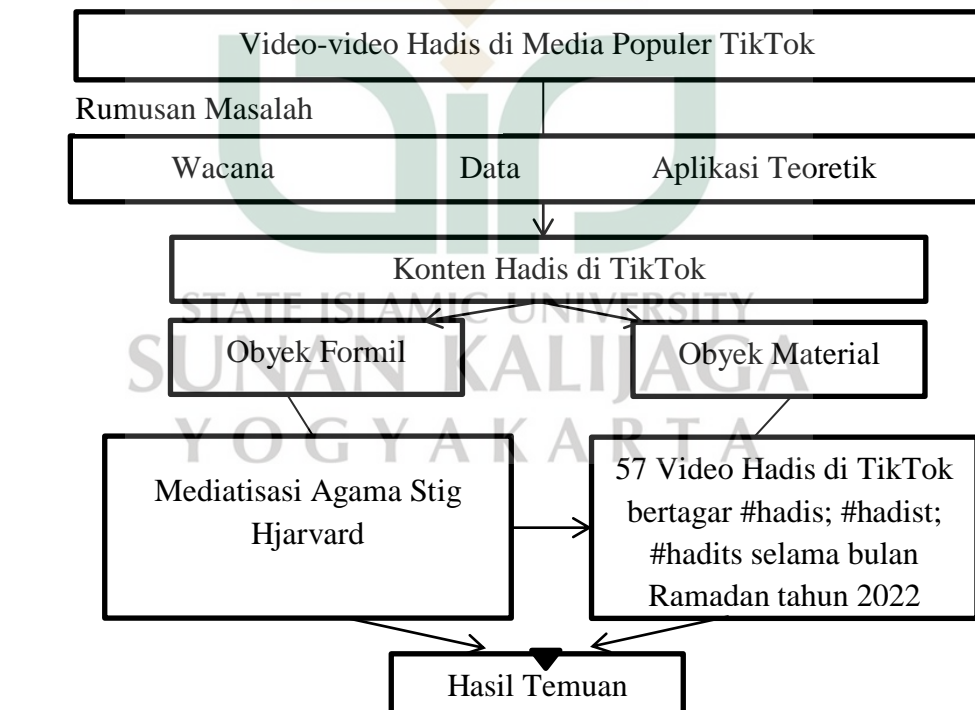 Video-video Hadis di Media Populer TikTok
Rumusan Masalah
Wacana Data Aplikasi Teoretik
Konten Hadis di TikTok
STATE ISLAMIC UNIVERSITY
Obyek Formil
Obyek Material
SUNAN KALIJAGA
YOGYAKARTA
Mediatisasi Agama Stig
Hjarvard
57 Video Hadis di TikTok
bertagar #hadis; #hadist;
#hadits selama bulan
Ramadan tahun 2022
Hasil Temuan